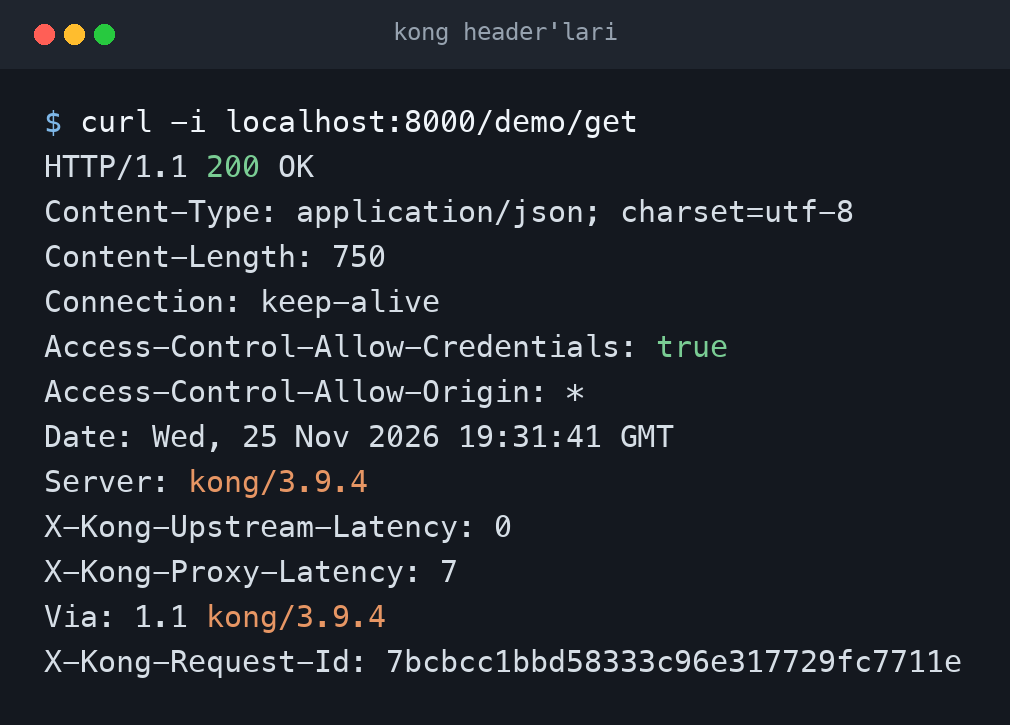 kong header'lari
$ curl -i localhost:8000/demo/get
HTTP/1.1 200 OK
Content-Type: application/json; charset=utf-8
Content-Length: 750
Connection: keep-alive
Access-Control-Allow-Credentials: true
Access-Control-Allow-Origin: *
Date: Wed, 25 Nov 2026 19:31:41 GMT
Server: kong/3.9.4
X-Kong-Upstream-Latency: 0
X-Kong-Proxy-Latency: 7
Via: 1.1 kong/3.9.4
X-Kong-Request-Id: 7bcbcc1bbd58333c96e317729fc7711e